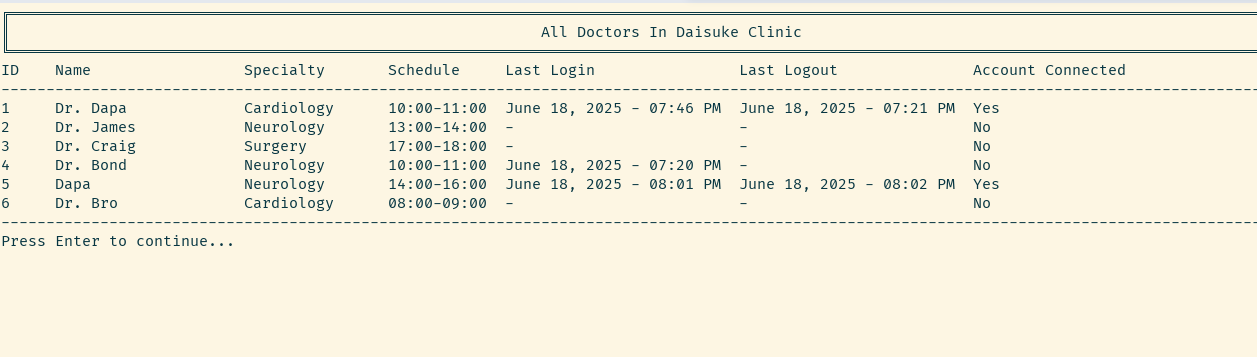 All Doctors In Daisuke Clinic
ID    Name                 Specialty       Schedule     Last Login                Last Logout               Account Connected
--------------------------------------------------------------------------------------------------------------------------------------------
1     Dr. Dapa             Cardiology      10:00-11:00  June 18, 2025 - 07:46 PM  June 18, 2025 - 07:21 PM  Yes
2     Dr. James            Neurology       13:00-14:00  -                         -                         No
3     Dr. Craig            Surgery         17:00-18:00  -                         -                         No
4     Dr. Bond             Neurology       10:00-11:00  June 18, 2025 - 07:20 PM  -                         No
5     Dapa                 Neurology       14:00-16:00  June 18, 2025 - 08:01 PM  June 18, 2025 - 08:02 PM  Yes
6     Dr. Bro              Cardiology      08:00-09:00  -                         -                         No
--------------------------------------------------------------------------------------------------------------------------------------------
Press Enter to continue...